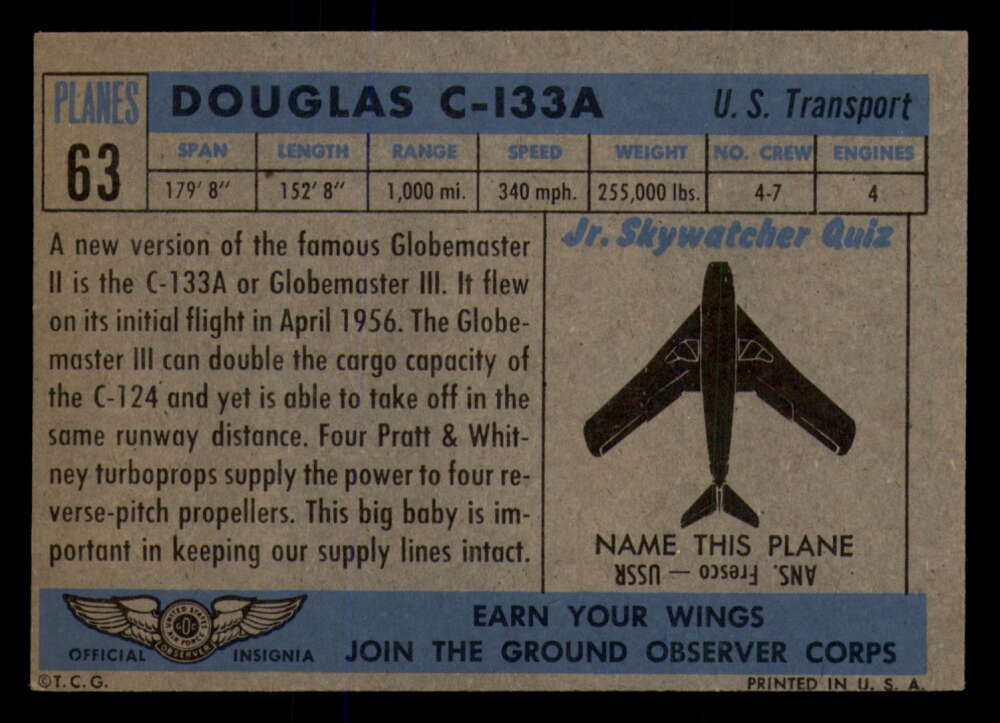 PLANES
63
DOUGLAS C-133A U. S. Transport
SPAN LENGTH RANGE SPEED WEIGHT NO. CREW ENGINES
179' 8" 152' 8" 1,000 mi. 340 mph. 255,000 lbs. 4-7 4
A new version of the famous Globemaster
II is the C-133A or Globemaster III. It flew
on its initial flight in April 1956. The Globe-
master III can double the cargo capacity of
the C-124 and yet is able to take off in the
same runway distance. Four Pratt & Whit-
ney turboprops supply the power to four re-
verse-pitch propellers. This big baby is im-
portant in keeping our supply lines intact.
Jr. Skywatcher Quiz
NAME THIS PLANE
ANS. Fresco — USSR
UNITED STATES
AIR FORCE
GOC
OBSERVER
OFFICIAL INSIGNIA
EARN YOUR WINGS
JOIN THE GROUND OBSERVER CORPS
©T.C.G.
PRINTED IN U. S. A.